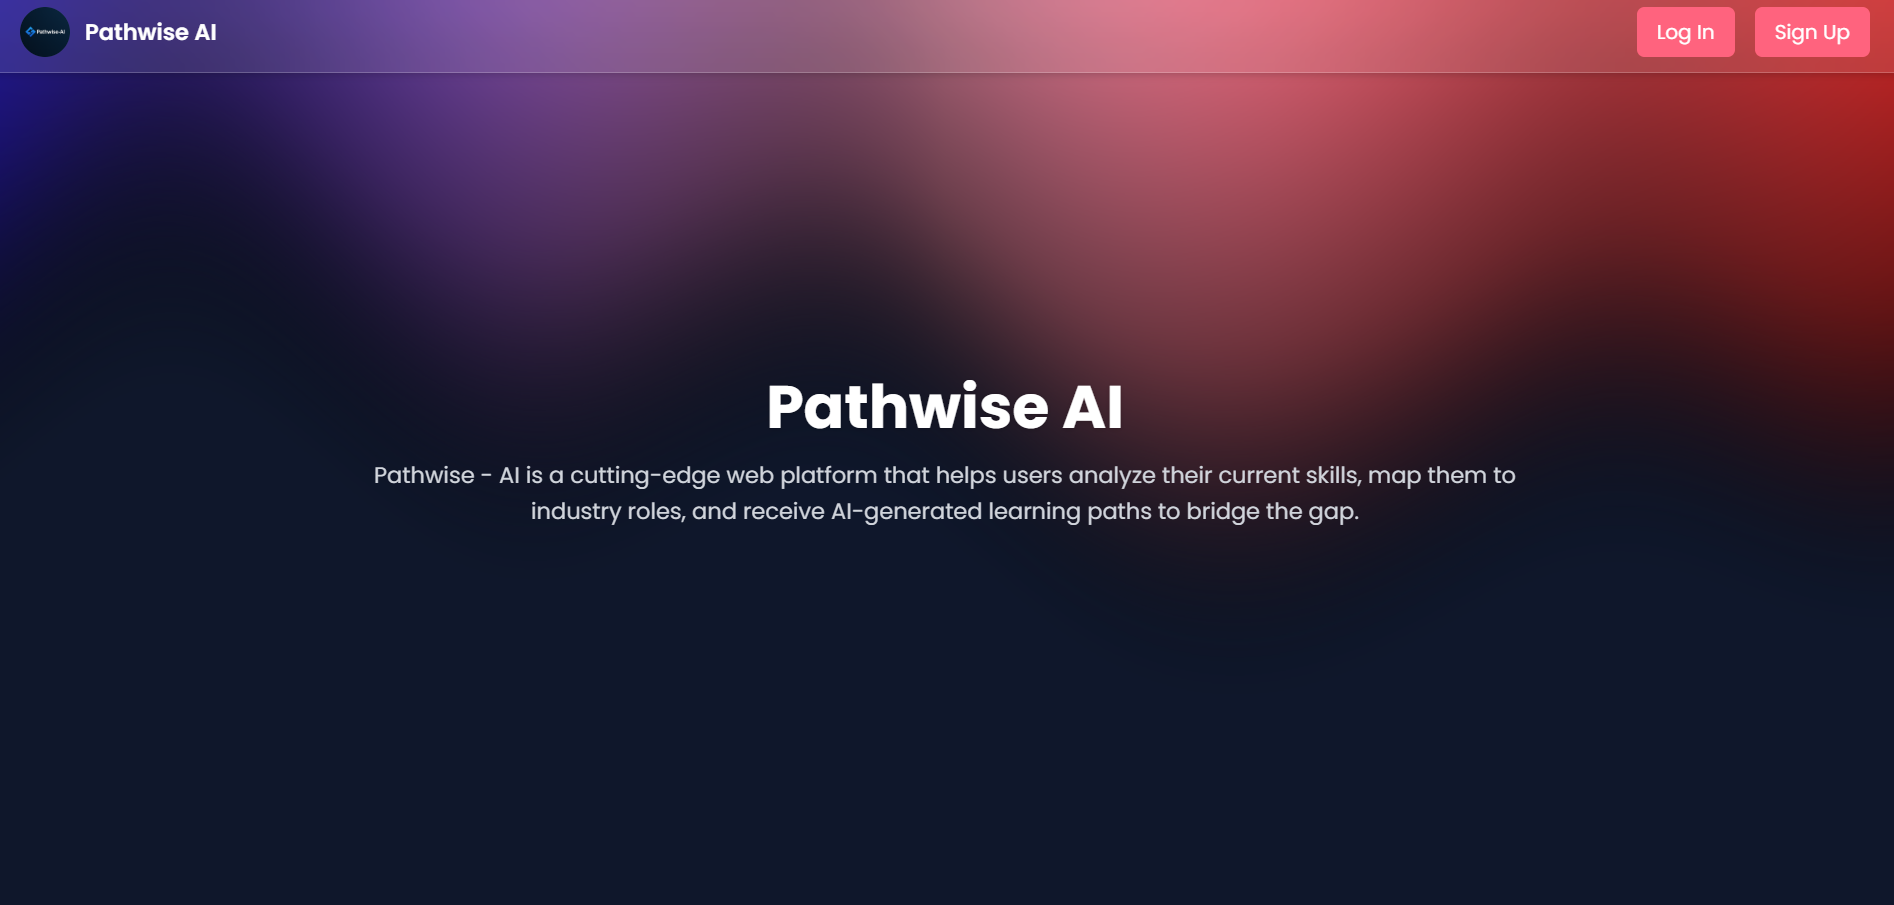 Pathwise-AI
Pathwise AI
Log In
Sign Up
Pathwise AI
Pathwise - AI is a cutting-edge web platform that helps users analyze their current skills, map them to
industry roles, and receive AI-generated learning paths to bridge the gap.